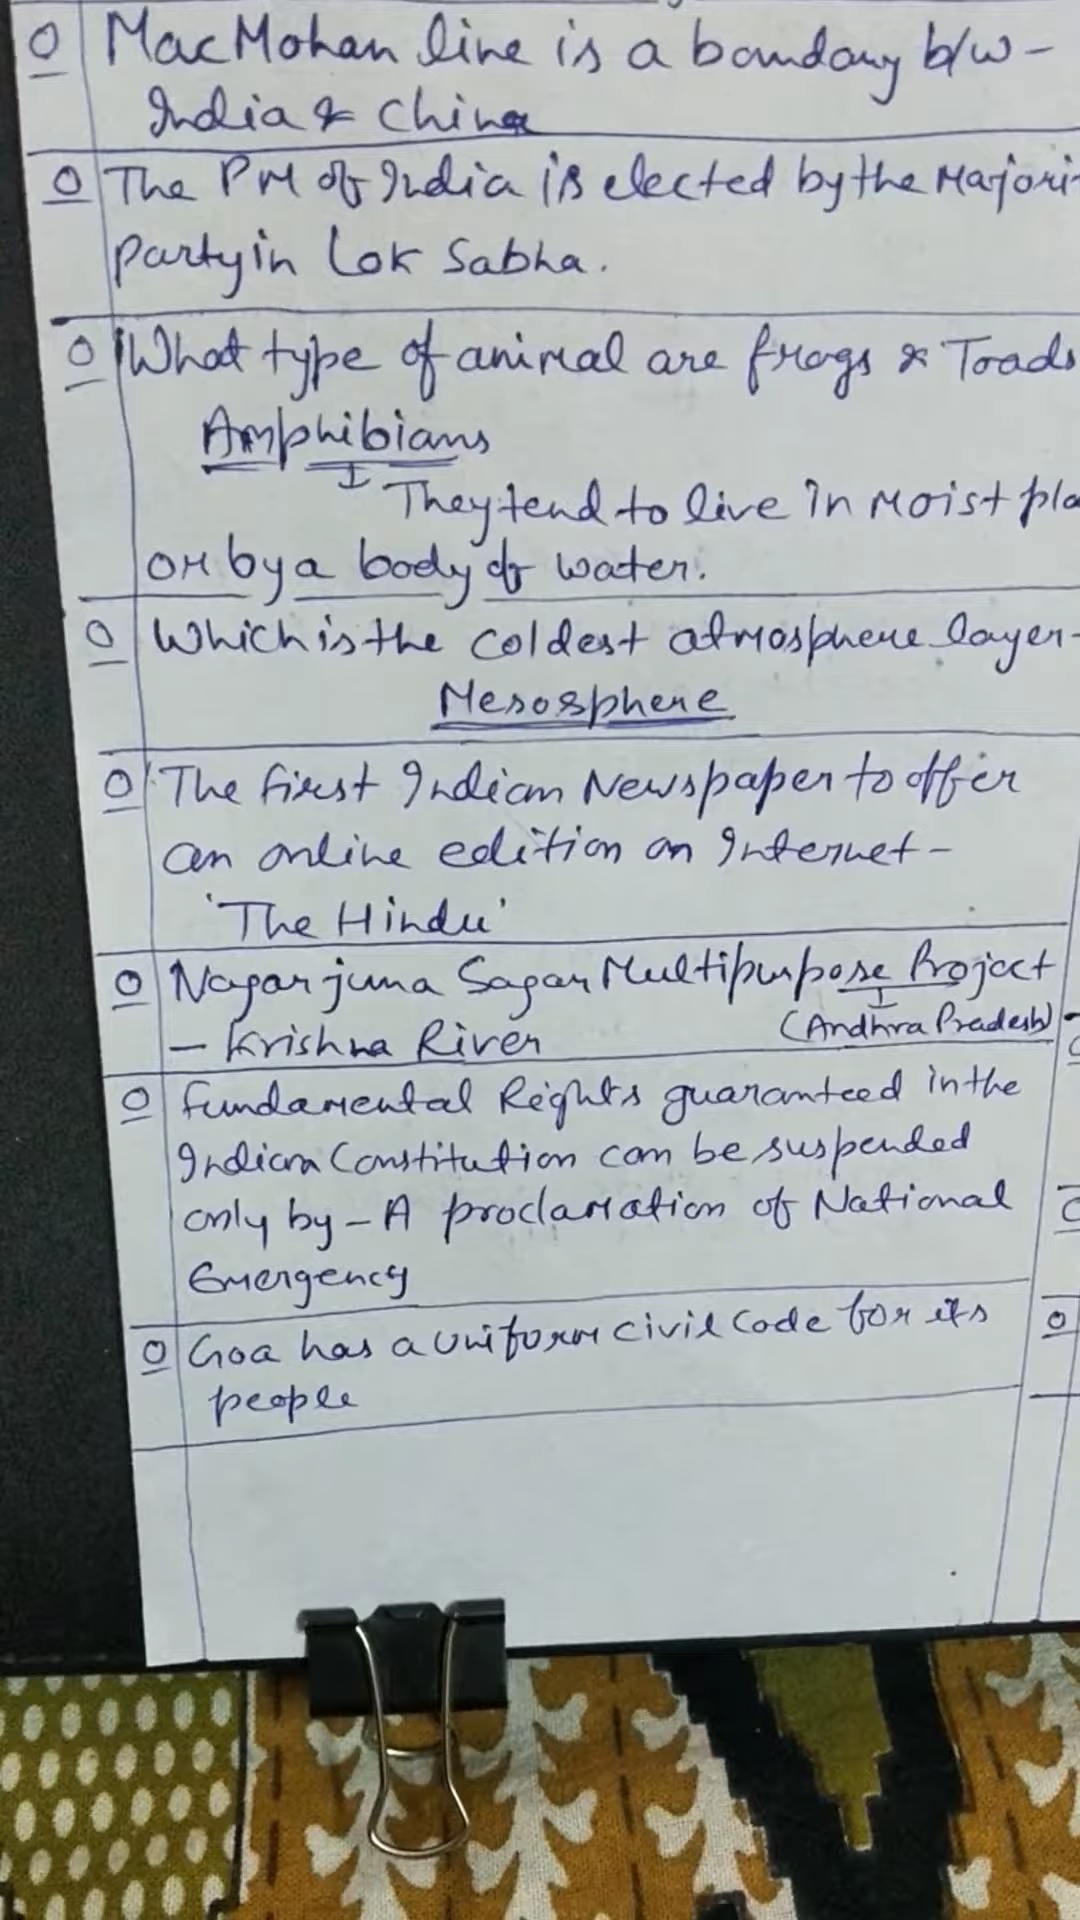 O MacMohan line is a boundary b/w -
India & China
O The PM of India is elected by the Majori
party in Lok Sabha.
O What type of animal are frogs & Toads
Amphibians
They tend to live in moist pla
or by a body of water.
O Which is the coldest atmosphere layer-
Mesosphere
O The first Indian Newspaper to offer
an online edition on Internet -
'The Hindu'
O Nagarjuna Sagar Multipurpose Project
- Krishna River (Andhra Pradesh)
O Fundamental Rights guaranteed in the
Indian Constitution can be suspended
only by - A proclamation of National
Emergency
O Goa has a uniform civil code for its
people